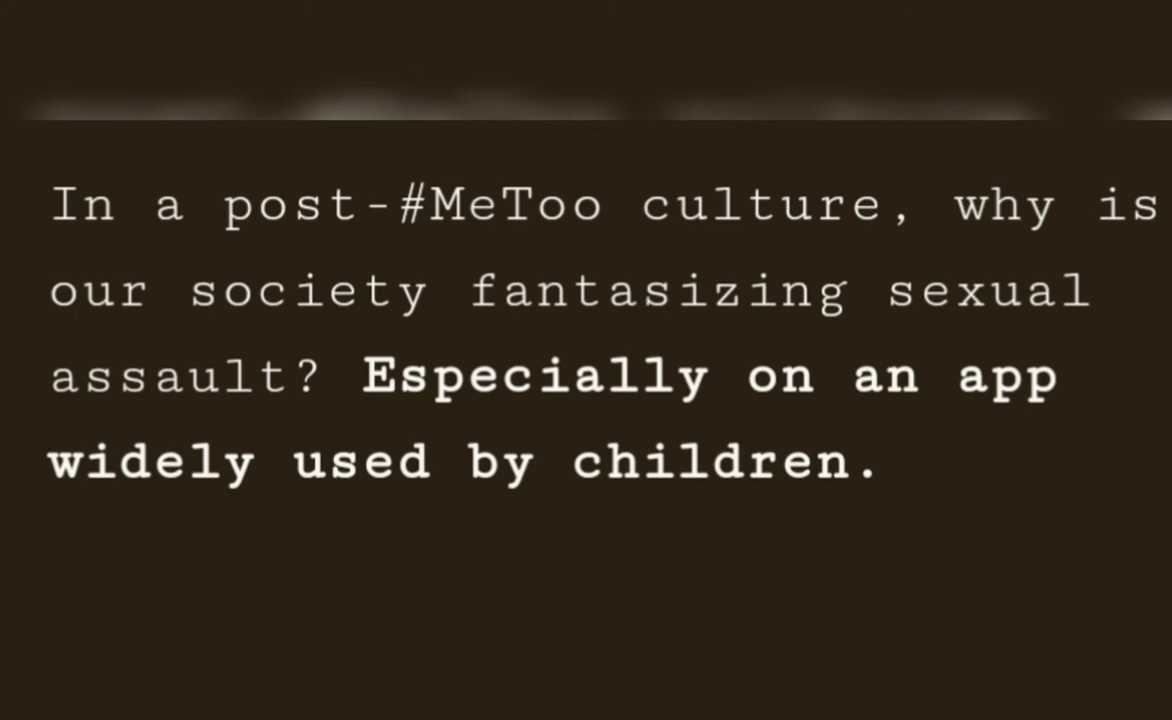 In a post-#MeToo culture, why is
our society fantasizing sexual
assault? Especially on an app
widely used by children.